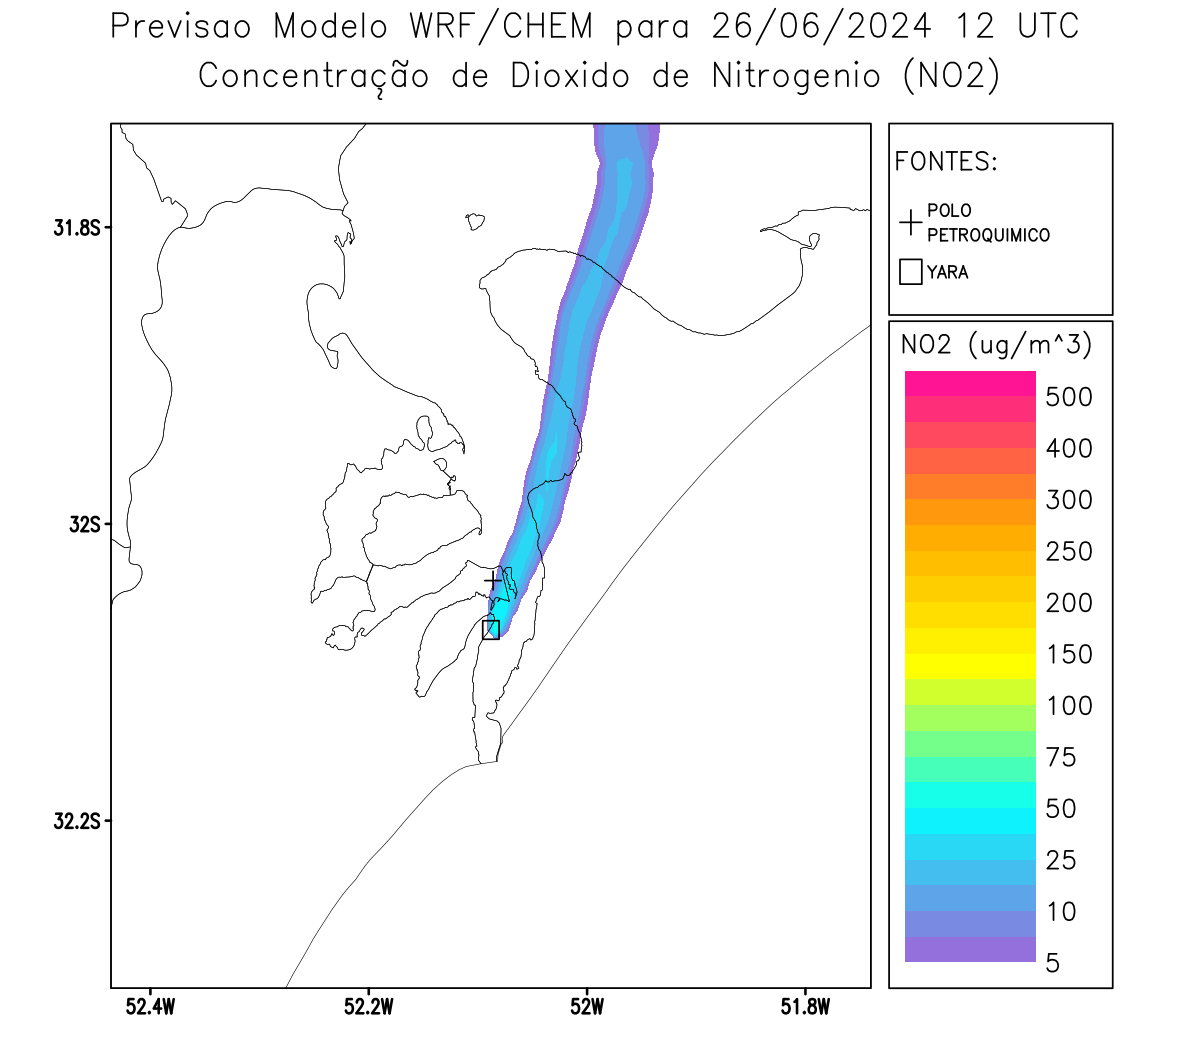 Previsao Modelo WRF/CHEM para 26/06/2024 12 UTC
Concentração de Dioxido de Nitrogenio (NO2)
FONTES:
POLO
PETROQUIMICO
YARA
NO2 (ug/m^3)
500
400
300
250
200
150
100
75
50
25
10
5
31.8S
32S
32.2S
52.4W
52.2W
52W
51.8W